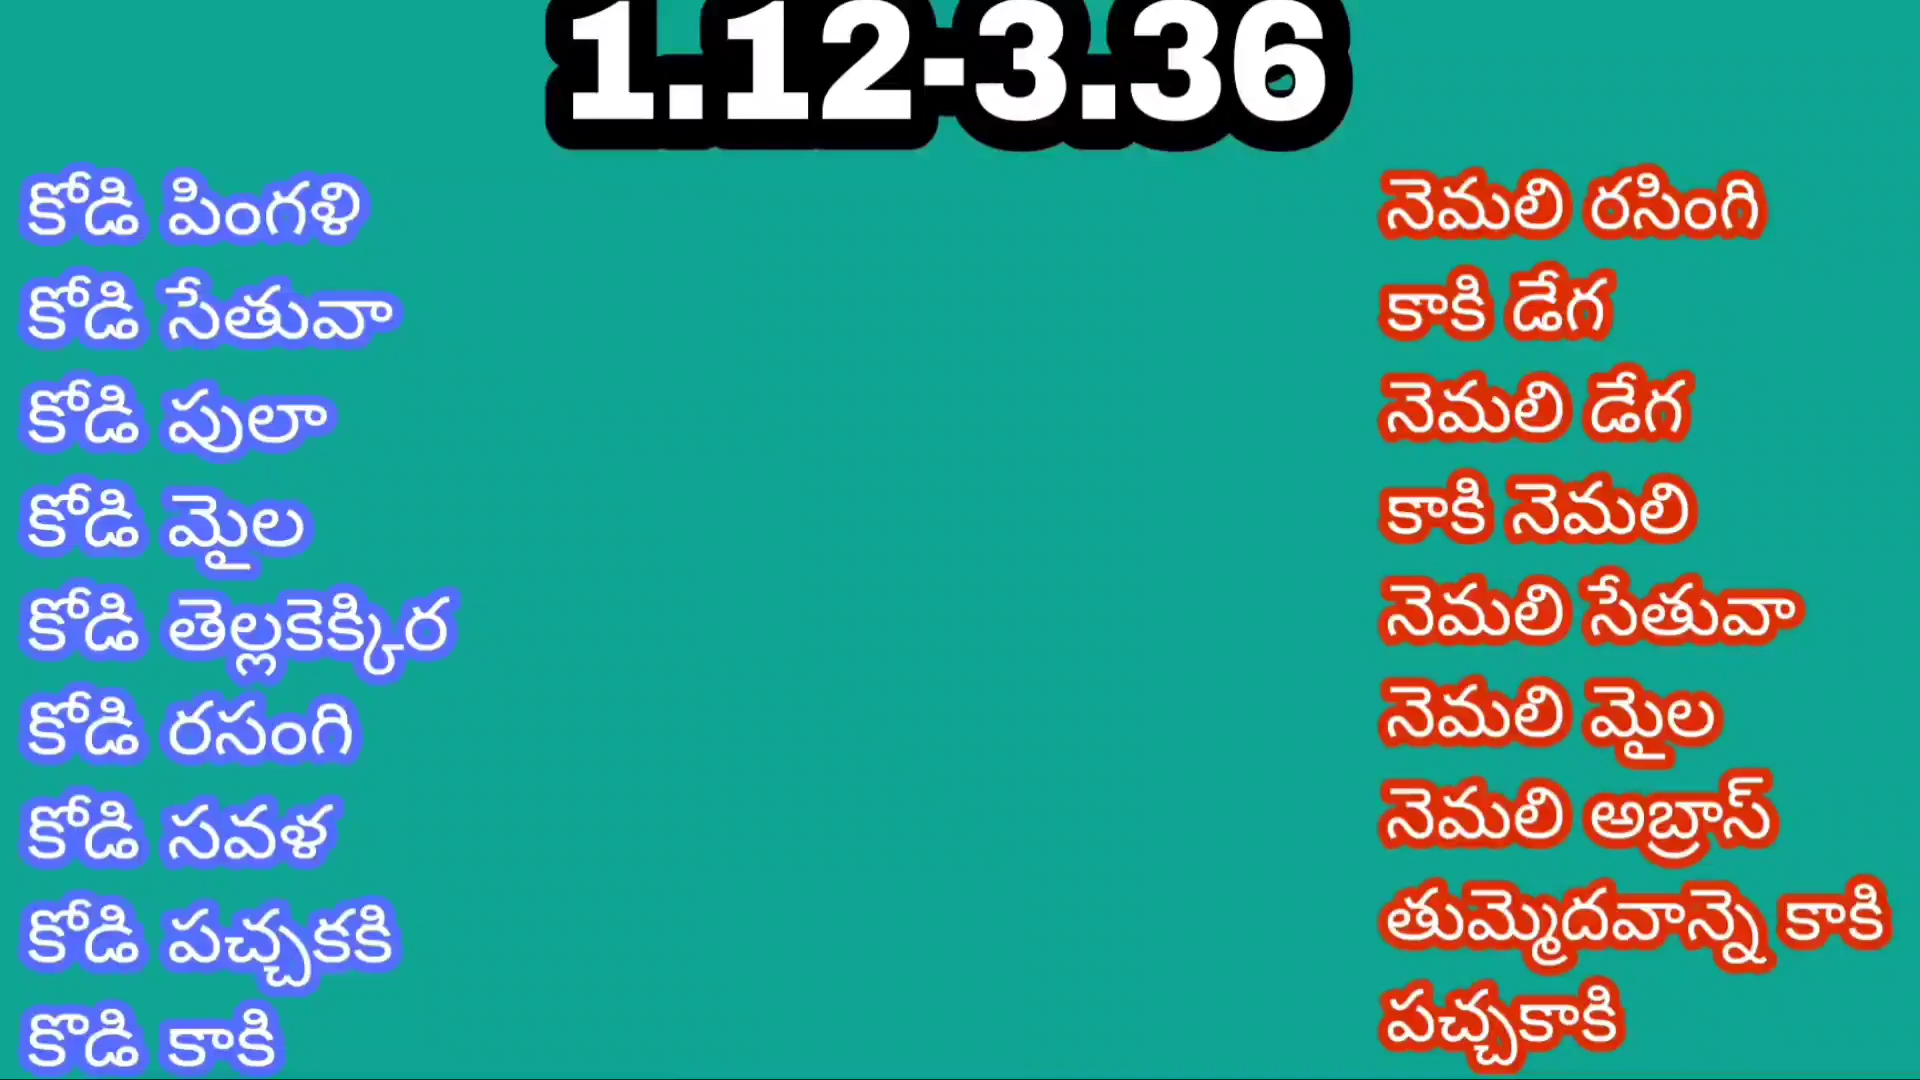 1.12-3.36
కోడి పింగళి
కోడి సేతువా
కోడి పులా
కోడి మైల
కోడి తెల్లకెక్కిర
కోడి రసంగి
కోడి సవళ
కోడి పచ్చకకి
కొడి కాకి
నెమలి రసింగి
కాకి డేగ
నెమలి డేగ
కాకి నెమలి
నెమలి సేతువా
నెమలి మైల
నెమలి అబ్రాస్
తుమ్మెదవాన్నె కాకి
పచ్చకాకి